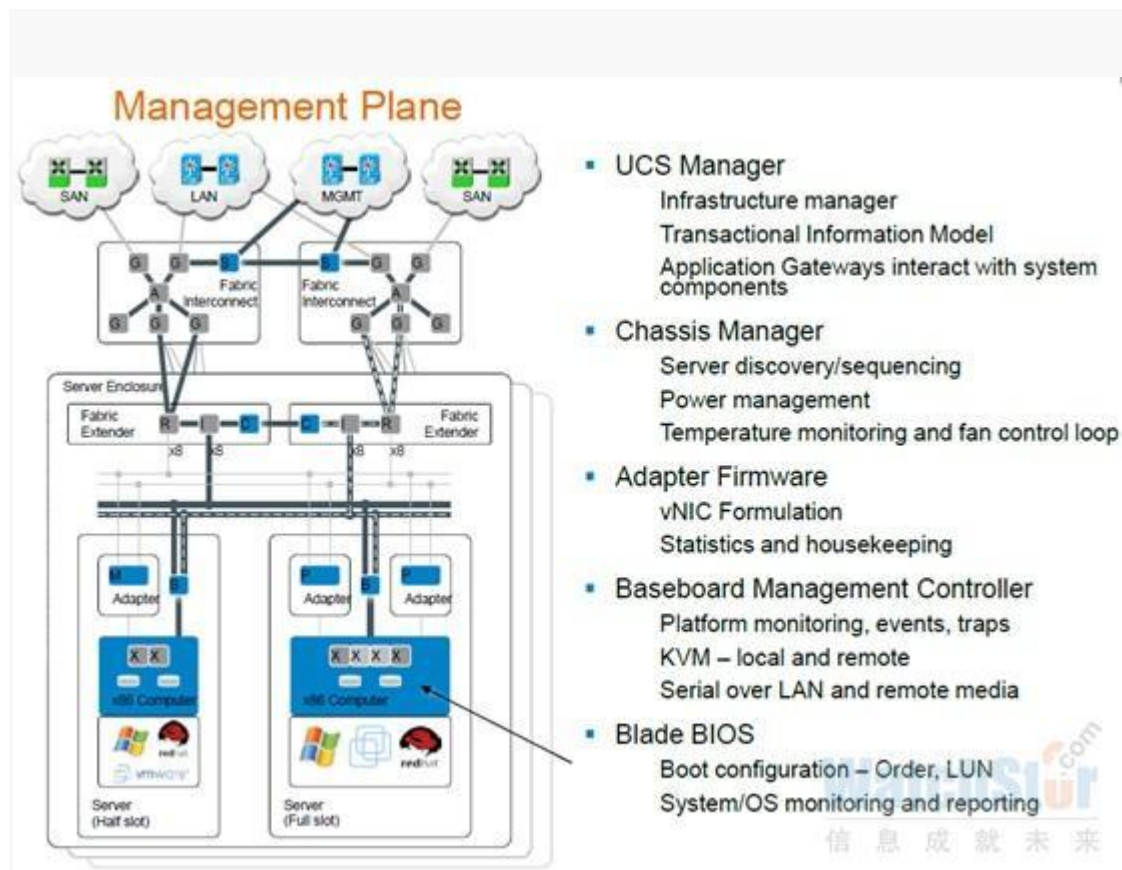 Management Plane
SAN
LAN
MGMT
SAN
G G S S G G
Fabric
Interconnect
Fabric
Interconnect
A A
G G G G G G
Server Enclosure
Fabric
Extender
R I C C I R
Fabric
Extender
x8 x8 x8 x8
M
Adapter
B
P
Adapter
B
P
Adapter
X X
x86 Computer
X X X X
x86 Computer
redhat
vmware
redhat
Server
(Half slot)
Server
(Full slot)
UCS Manager
Infrastructure manager
Transactional Information Model
Application Gateways interact with system
components
Chassis Manager
Server discovery/sequencing
Power management
Temperature monitoring and fan control loop
Adapter Firmware
vNIC Formulation
Statistics and housekeeping
Baseboard Management Controller
Platform monitoring, events, traps
KVM – local and remote
Serial over LAN and remote media
Blade BIOS
Boot configuration – Order, LUN
System/OS monitoring and reporting
WatchStor.com
信息成就未来